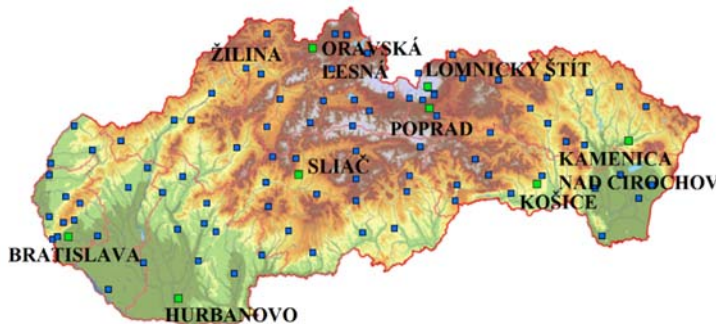 ORAVSKÁ
LESNÁ
ŽILINA
LOMNICKÝ ŠTÍT
POPRAD
SLIAČ
KAMENICA
NAD CIROCHOV
KOŠICE
BRATISLAVA
HURBANOVO